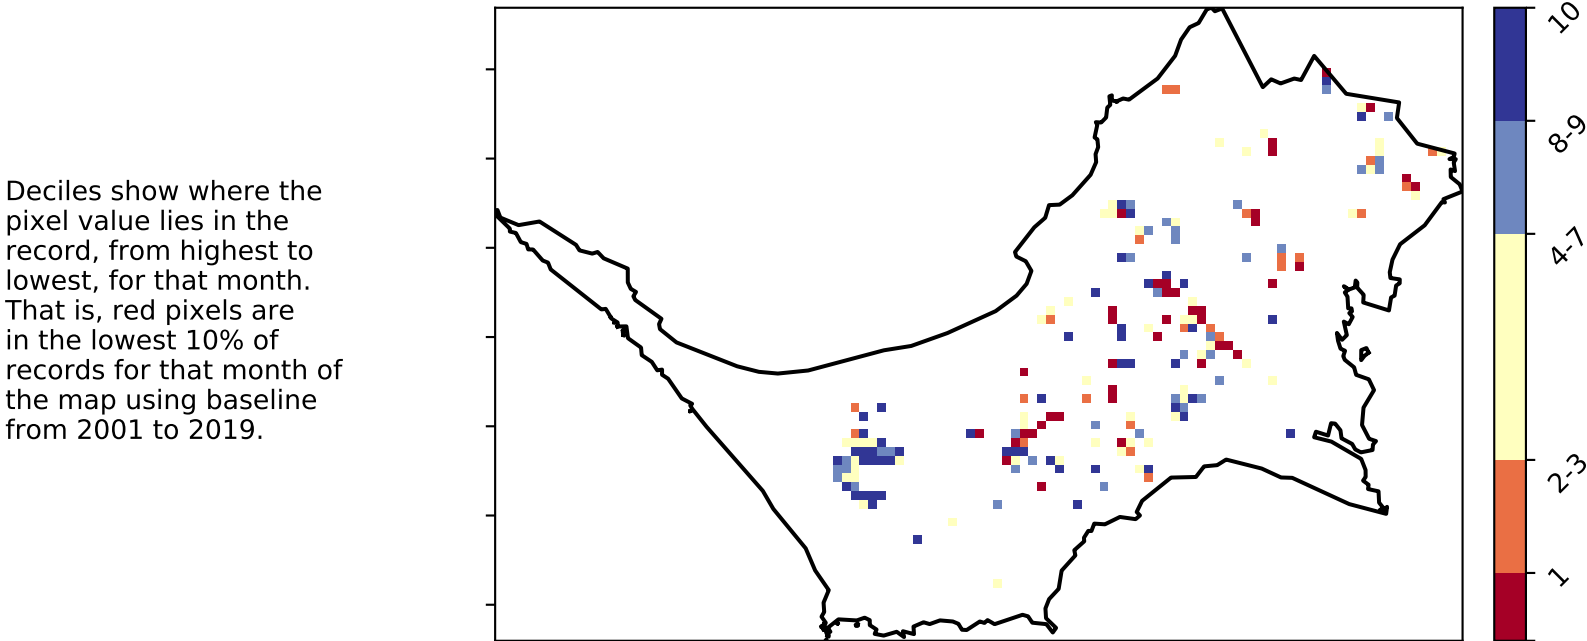 Deciles show where the
pixel value lies in the
record, from highest to
lowest, for that month.
That is, red pixels are
in the lowest 10% of
records for that month of
the map using baseline
from 2001 to 2019.
10
8-9
4-7
2-3
1